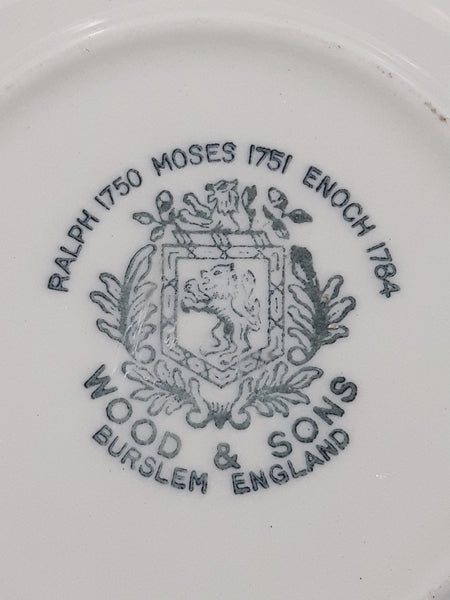 RALPH 1750 MOSES 1751 ENOCH 1784
WOOD & SONS
BURSLEM ENGLAND